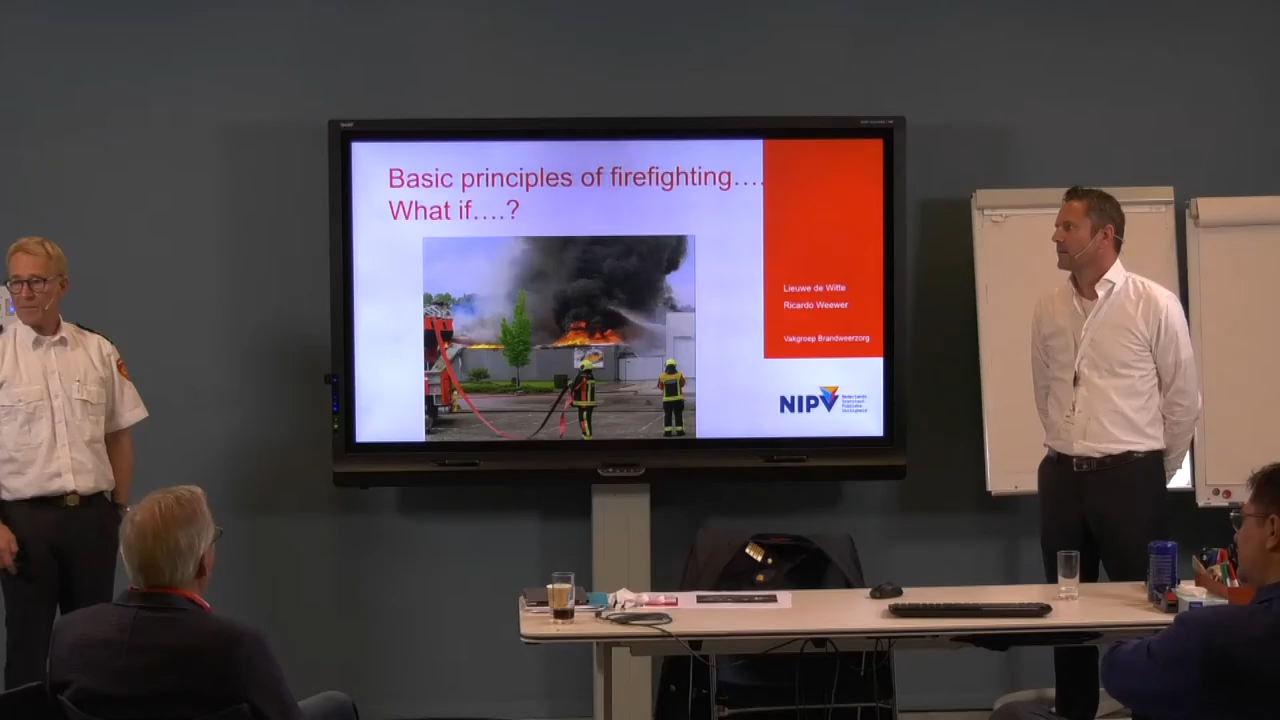 Basic principles of firefighting….
What if….?
Lieuwe de Witte
Ricardo Weewer
Vakgroep Brandweerzorg
NIPV